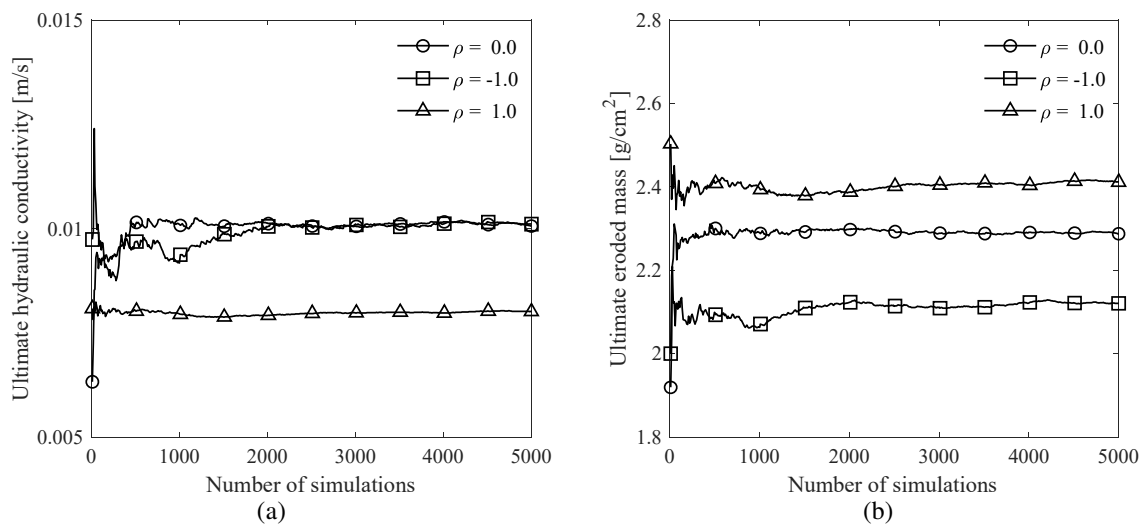 Ultimate hydraulic conductivity [m/s]
0.015
0.01
0.005
ρ = 0.0
ρ = -1.0
ρ = 1.0
0 1000 2000 3000 4000 5000
Number of simulations
(a)
Ultimate eroded mass [g/cm²]
2.8
2.6
2.4
2.2
2
1.8
ρ = 0.0
ρ = -1.0
ρ = 1.0
0 1000 2000 3000 4000 5000
Number of simulations
(b)